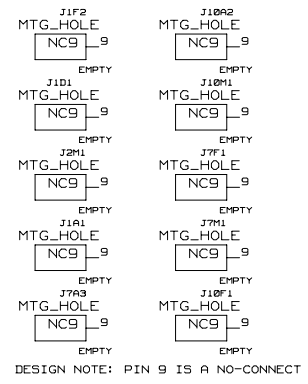 J1F2 J10A2
MTG_HOLE MTG_HOLE
NC9 9 NC9 9
EMPTY EMPTY
J1D1 J10M1
MTG_HOLE MTG_HOLE
NC9 9 NC9 9
EMPTY EMPTY
J2M1 J7F1
MTG_HOLE MTG_HOLE
NC9 9 NC9 9
EMPTY EMPTY
J1A1 J7M1
MTG_HOLE MTG_HOLE
NC9 9 NC9 9
EMPTY EMPTY
J7A3 J10F1
MTG_HOLE MTG_HOLE
NC9 9 NC9 9
EMPTY EMPTY
DESIGN NOTE: PIN 9 IS A NO-CONNECT